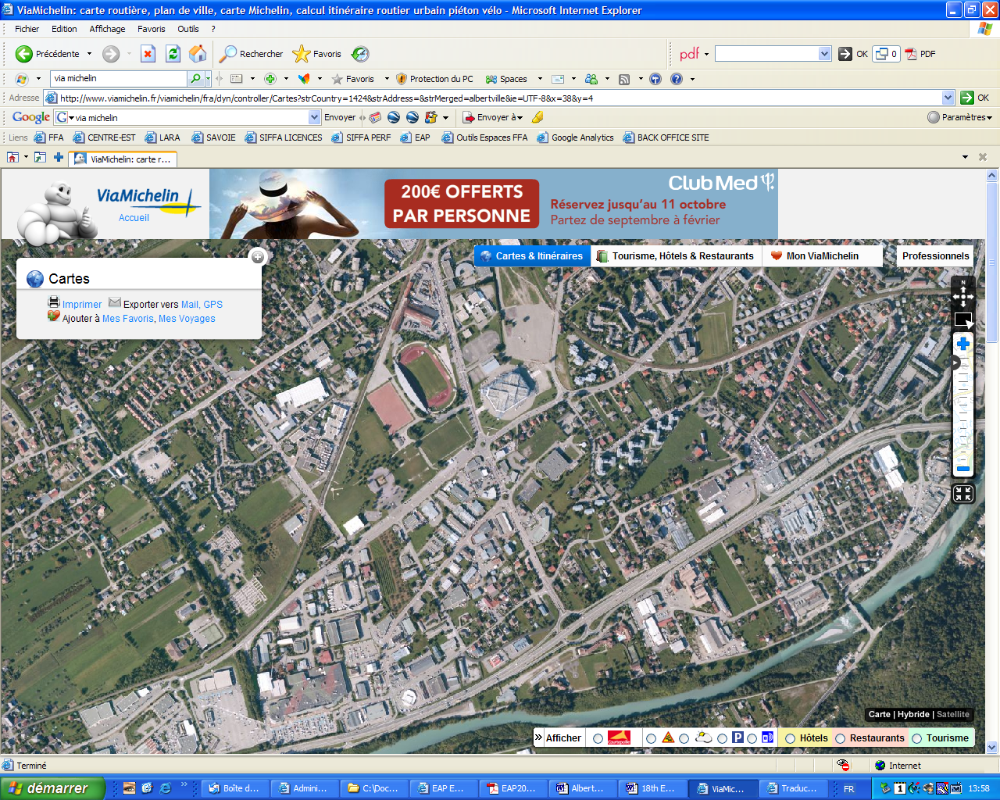 ViaMichelin: carte routière, plan de ville, carte Michelin, calcul itinéraire routier urbain piéton vélo - Microsoft Internet Explorer
Fichier Edition Affichage Favoris Outils ?
Précédente Rechercher Favoris pdf OK 0 PDF
via michelin Favoris Protection du PC Spaces
Adresse http://www.viamichelin.fr/viamichelin/fra/dyn/controller/Cartes?strCountry=1424&strAddress=&strMerged=albertville&ie=UTF-8&x=38&y=4 OK
Google G via michelin Envoyer Envoyer à Paramètres
Liens FFA CENTRE-EST LARA SAVOIE SIFFA LICENCES SIFFA PERF EAP Outils Espaces FFA Google Analytics BACK OFFICE SITE
ViaMichelin: carte r...
ViaMichelin
Accueil
200€ OFFERTS
PAR PERSONNE
Club Med
Réservez jusqu'au 11 octobre
Partez de septembre à février
Cartes & Itinéraires Tourisme, Hôtels & Restaurants Mon ViaMichelin Professionnels
Cartes
Imprimer Exporter vers Mail, GPS
Ajouter à Mes Favoris, Mes Voyages
N
Carte | Hybride | Satellite
» Afficher Courtepaille P Hôtels Restaurants Tourisme
Terminé Internet
démarrer » Boîte d... Admini... C:\Doc... EAP E... EAP20... Albert... 18th E... ViaMic... Traduc... FR 1 13:58